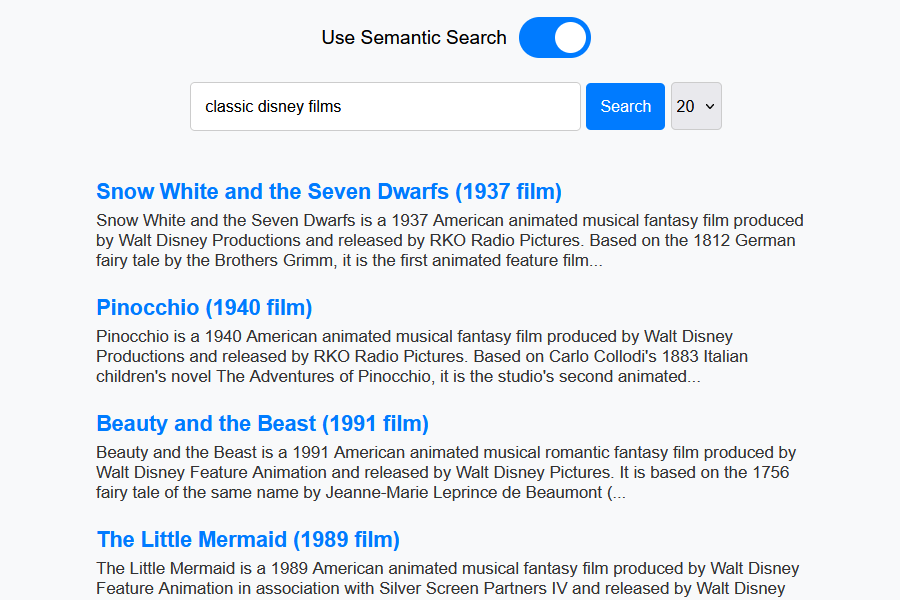 Use Semantic Search
classic disney films
Search
20
Snow White and the Seven Dwarfs (1937 film)
Snow White and the Seven Dwarfs is a 1937 American animated musical fantasy film produced
by Walt Disney Productions and released by RKO Radio Pictures. Based on the 1812 German
fairy tale by the Brothers Grimm, it is the first animated feature film...
Pinocchio (1940 film)
Pinocchio is a 1940 American animated musical fantasy film produced by Walt Disney
Productions and released by RKO Radio Pictures. Based on Carlo Collodi's 1883 Italian
children's novel The Adventures of Pinocchio, it is the studio's second animated...
Beauty and the Beast (1991 film)
Beauty and the Beast is a 1991 American animated musical romantic fantasy film produced by
Walt Disney Feature Animation and released by Walt Disney Pictures. It is based on the 1756
fairy tale of the same name by Jeanne-Marie Leprince de Beaumont (...
The Little Mermaid (1989 film)
The Little Mermaid is a 1989 American animated musical fantasy film produced by Walt Disney
Feature Animation in association with Silver Screen Partners IV and released by Walt Disney